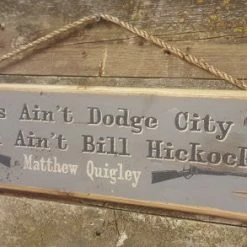 s Ain't Dodge City
Ain't Bill Hickock
Matthew Quigley